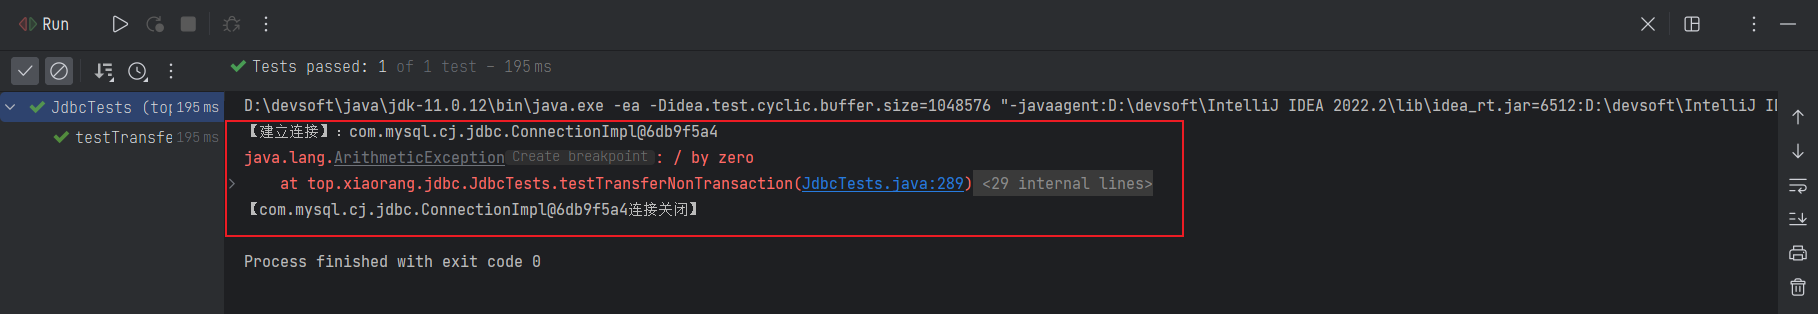 Run
Tests passed: 1 of 1 test – 195 ms
JdbcTests (top 195 ms
testTransfe 195 ms
D:\devsoft\java\jdk-11.0.12\bin\java.exe -ea -Didea.test.cyclic.buffer.size=1048576 "-javaagent:D:\devsoft\IntelliJ IDEA 2022.2\lib\idea_rt.jar=6512:D:\devsoft\IntelliJ I
【建立连接】：com.mysql.cj.jdbc.ConnectionImpl@6db9f5a4
java.lang.ArithmeticException Create breakpoint : / by zero
at top.xiaorang.jdbc.JdbcTests.testTransferNonTransaction(JdbcTests.java:289) <29 internal lines>
【com.mysql.cj.jdbc.ConnectionImpl@6db9f5a4连接关闭】
Process finished with exit code 0